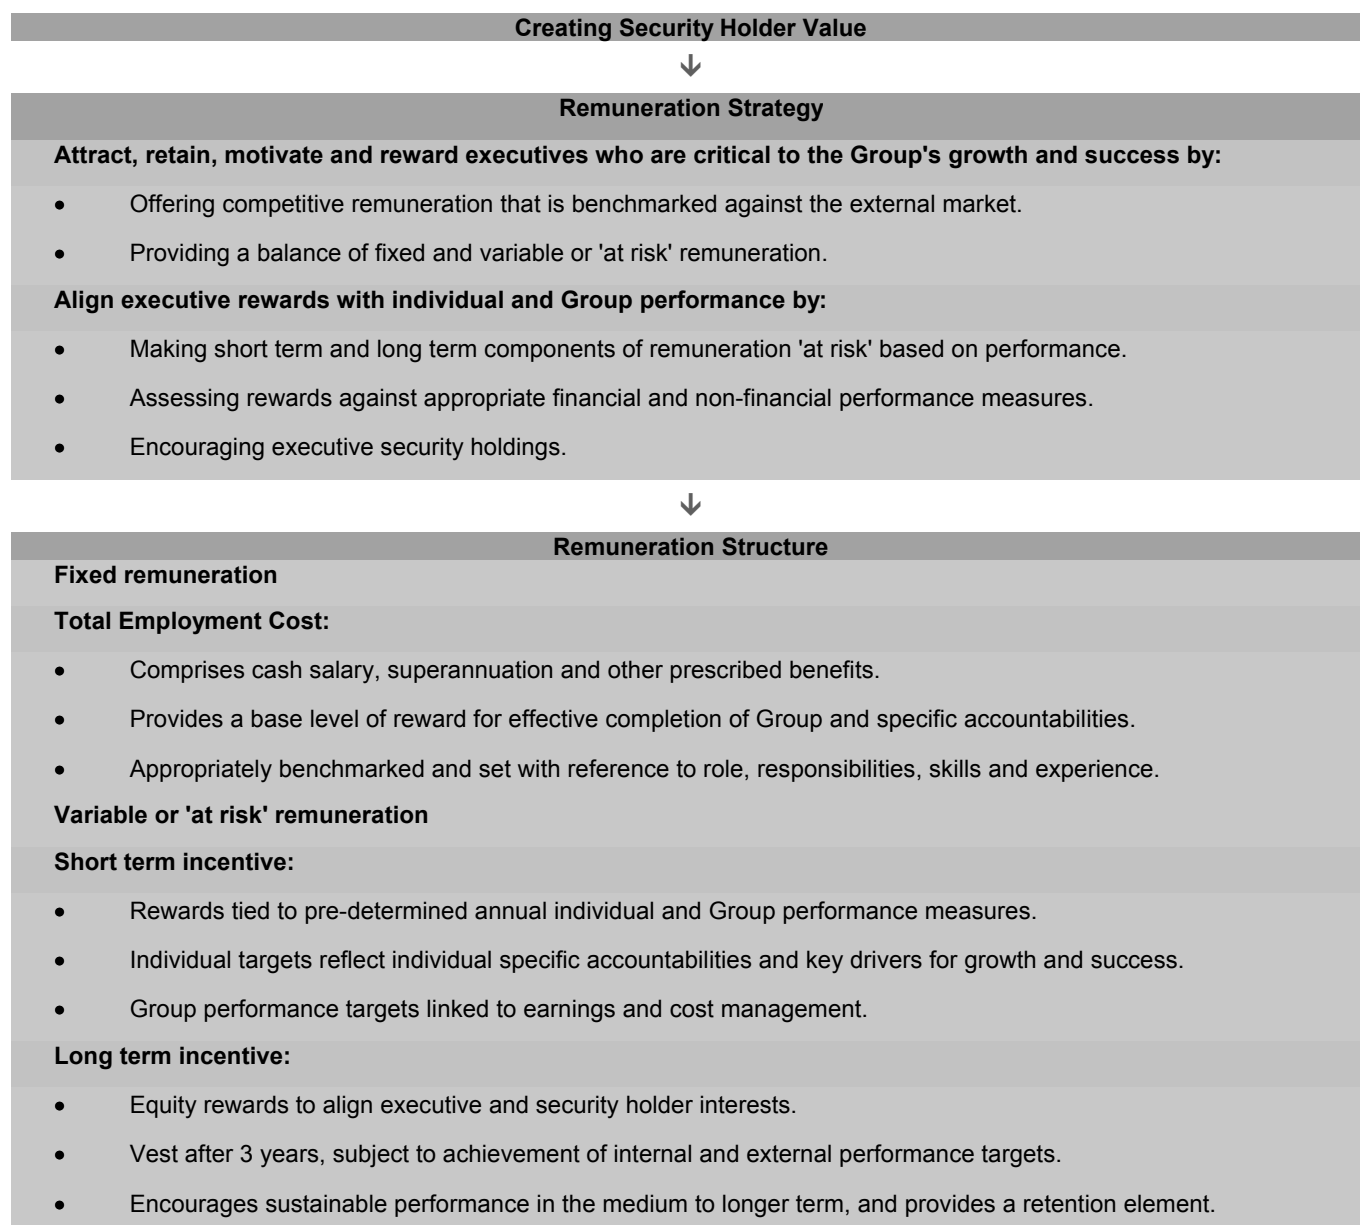 Creating Security Holder Value
Remuneration Strategy
Attract, retain, motivate and reward executives who are critical to the Group's growth and success by:
• Offering competitive remuneration that is benchmarked against the external market.
• Providing a balance of fixed and variable or 'at risk' remuneration.
Align executive rewards with individual and Group performance by:
• Making short term and long term components of remuneration 'at risk' based on performance.
• Assessing rewards against appropriate financial and non-financial performance measures.
• Encouraging executive security holdings.
Remuneration Structure
Fixed remuneration
Total Employment Cost:
• Comprises cash salary, superannuation and other prescribed benefits.
• Provides a base level of reward for effective completion of Group and specific accountabilities.
• Appropriately benchmarked and set with reference to role, responsibilities, skills and experience.
Variable or 'at risk' remuneration
Short term incentive:
• Rewards tied to pre-determined annual individual and Group performance measures.
• Individual targets reflect individual specific accountabilities and key drivers for growth and success.
• Group performance targets linked to earnings and cost management.
Long term incentive:
• Equity rewards to align executive and security holder interests.
• Vest after 3 years, subject to achievement of internal and external performance targets.
• Encourages sustainable performance in the medium to longer term, and provides a retention element.